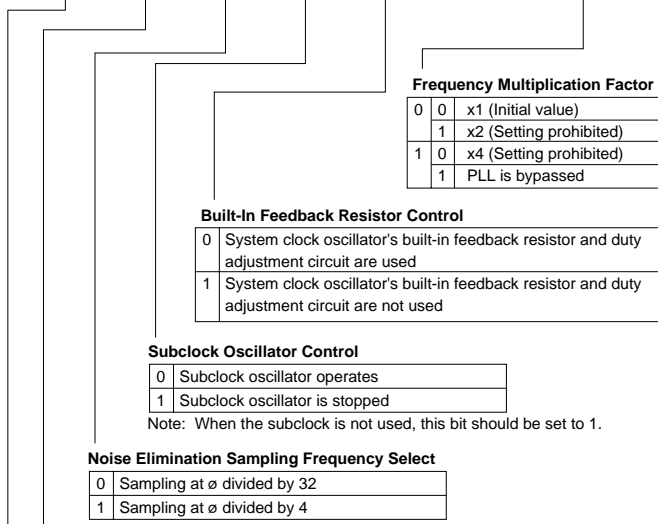 Frequency Multiplication Factor
0 0 x1 (Initial value)
1 x2 (Setting prohibited)
1 0 x4 (Setting prohibited)
1 PLL is bypassed
Built-In Feedback Resistor Control
0 System clock oscillator's built-in feedback resistor and duty
adjustment circuit are used
1 System clock oscillator's built-in feedback resistor and duty
adjustment circuit are not used
Subclock Oscillator Control
0 Subclock oscillator operates
1 Subclock oscillator is stopped
Note: When the subclock is not used, this bit should be set to 1.
Noise Elimination Sampling Frequency Select
0 Sampling at ø divided by 32
1 Sampling at ø divided by 4